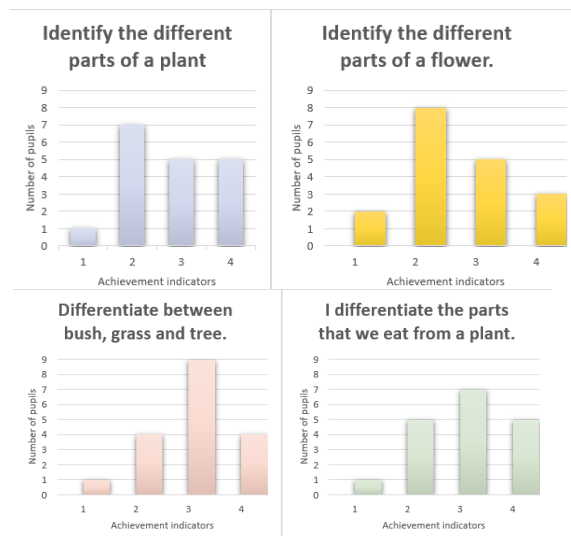 Identify the different
parts of a plant
9
8
7
6
5
4
3
2
1
0
Number of pupils
1 2 3 4
Achievement indicators
Identify the different
parts of a flower.
9
8
7
6
5
4
3
2
1
0
Number of pupils
1 2 3 4
Achievement indicators
Differentiate between
bush, grass and tree.
9
8
7
6
5
4
3
2
1
0
Number of pupils
1 2 3 4
Achievement indicators
I differentiate the parts
that we eat from a plant.
9
8
7
6
5
4
3
2
1
0
Number of pupils
1 2 3 4
Achievement indicators